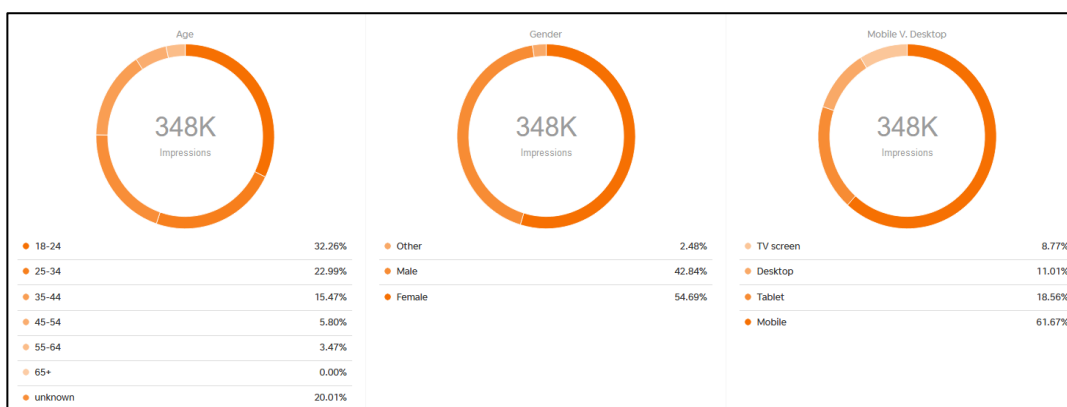 Age
348K
Impressions
18-24 32.26%
25-34 22.99%
35-44 15.47%
45-54 5.80%
55-64 3.47%
65+ 0.00%
unknown 20.01%
Gender
348K
Impressions
Other 2.48%
Male 42.84%
Female 54.69%
Mobile V. Desktop
348K
Impressions
TV screen 8.77%
Desktop 11.01%
Tablet 18.56%
Mobile 61.67%